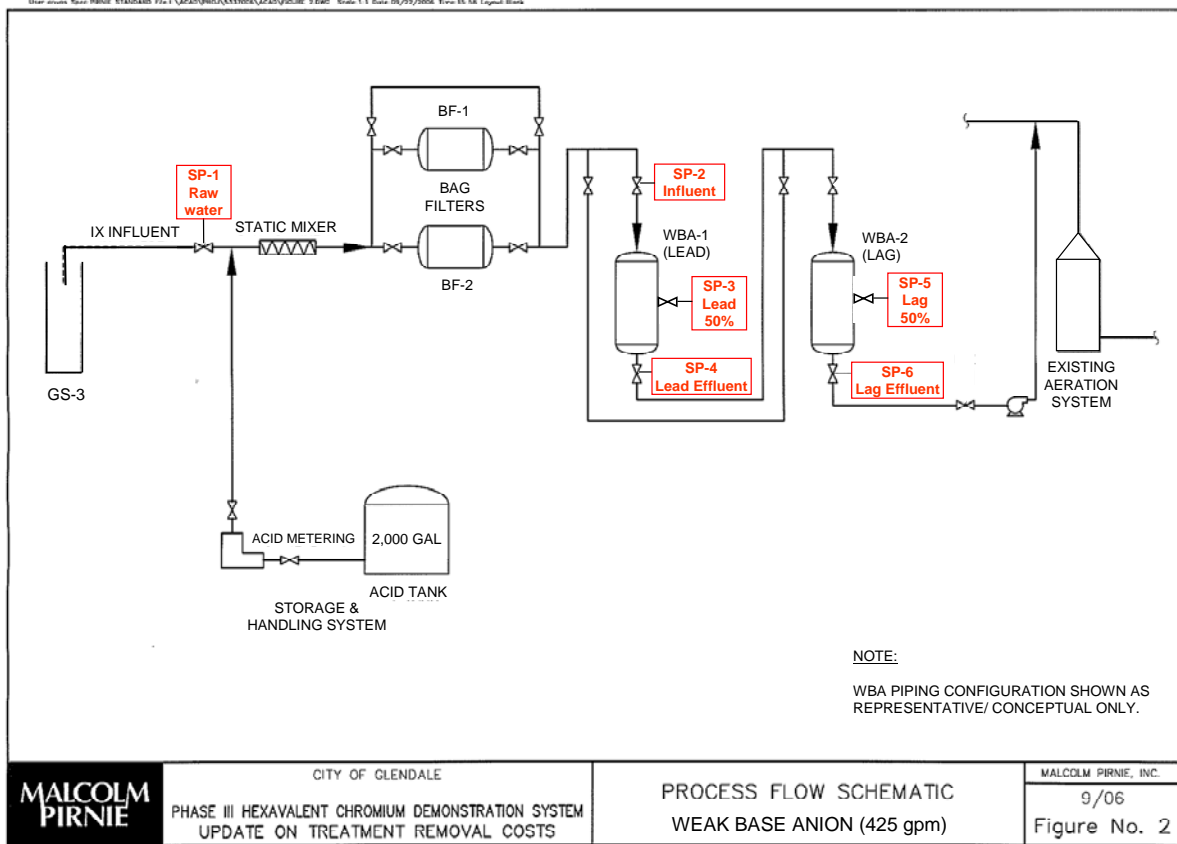 BF-1
BAG
FILTERS
BF-2
SP-1
Raw
water
IX INFLUENT
STATIC MIXER
GS-3
SP-2
Influent
WBA-1
(LEAD)
SP-3
Lead
50%
SP-4
Lead Effluent
WBA-2
(LAG)
SP-5
Lag
50%
SP-6
Lag Effluent
EXISTING
AERATION
SYSTEM
ACID METERING
2,000 GAL
ACID TANK
STORAGE &
HANDLING SYSTEM
NOTE:
WBA PIPING CONFIGURATION SHOWN AS
REPRESENTATIVE/ CONCEPTUAL ONLY.
MALCOLM
PIRNIE
CITY OF GLENDALE
PHASE III HEXAVALENT CHROMIUM DEMONSTRATION SYSTEM
UPDATE ON TREATMENT REMOVAL COSTS
PROCESS FLOW SCHEMATIC
WEAK BASE ANION (425 gpm)
MALCOLM PIRNIE, INC.
9/06
Figure No. 2